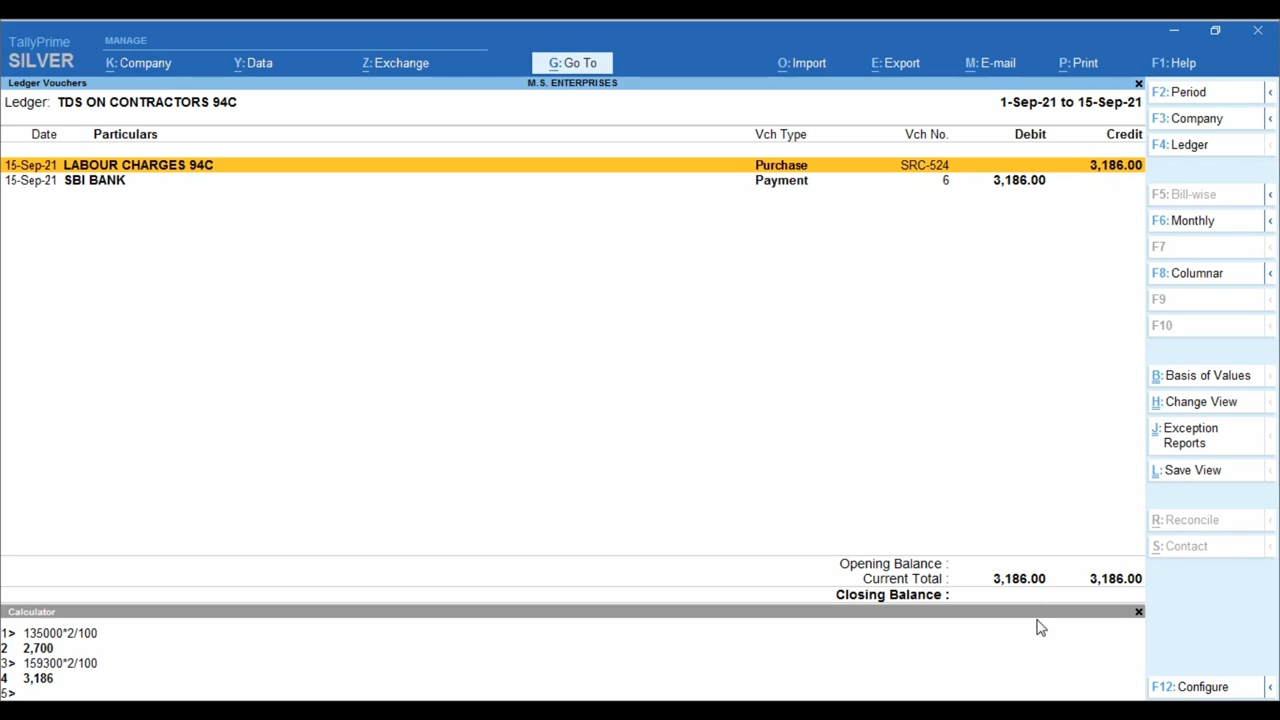 TallyPrime
SILVER
MANAGE
K: Company Y: Data Z: Exchange G: Go To O: Import E: Export M: E-mail P: Print F1: Help
Ledger Vouchers M.S. ENTERPRISES x
Ledger: TDS ON CONTRACTORS 94C 1-Sep-21 to 15-Sep-21
Date Particulars Vch Type Vch No. Debit Credit
15-Sep-21 LABOUR CHARGES 94C Purchase SRC-524 3,186.00
15-Sep-21 SBI BANK Payment 6 3,186.00
Opening Balance :
Current Total : 3,186.00 3,186.00
Closing Balance :
Calculator x
1> 135000*2/100
2 2,700
3> 159300*2/100
4 3,186
5>
F2: Period
F3: Company
F4: Ledger
F5: Bill-wise
F6: Monthly
F7
F8: Columnar
F9
F10
B: Basis of Values
H: Change View
J: Exception
Reports
L: Save View
R: Reconcile
S: Contact
F12: Configure